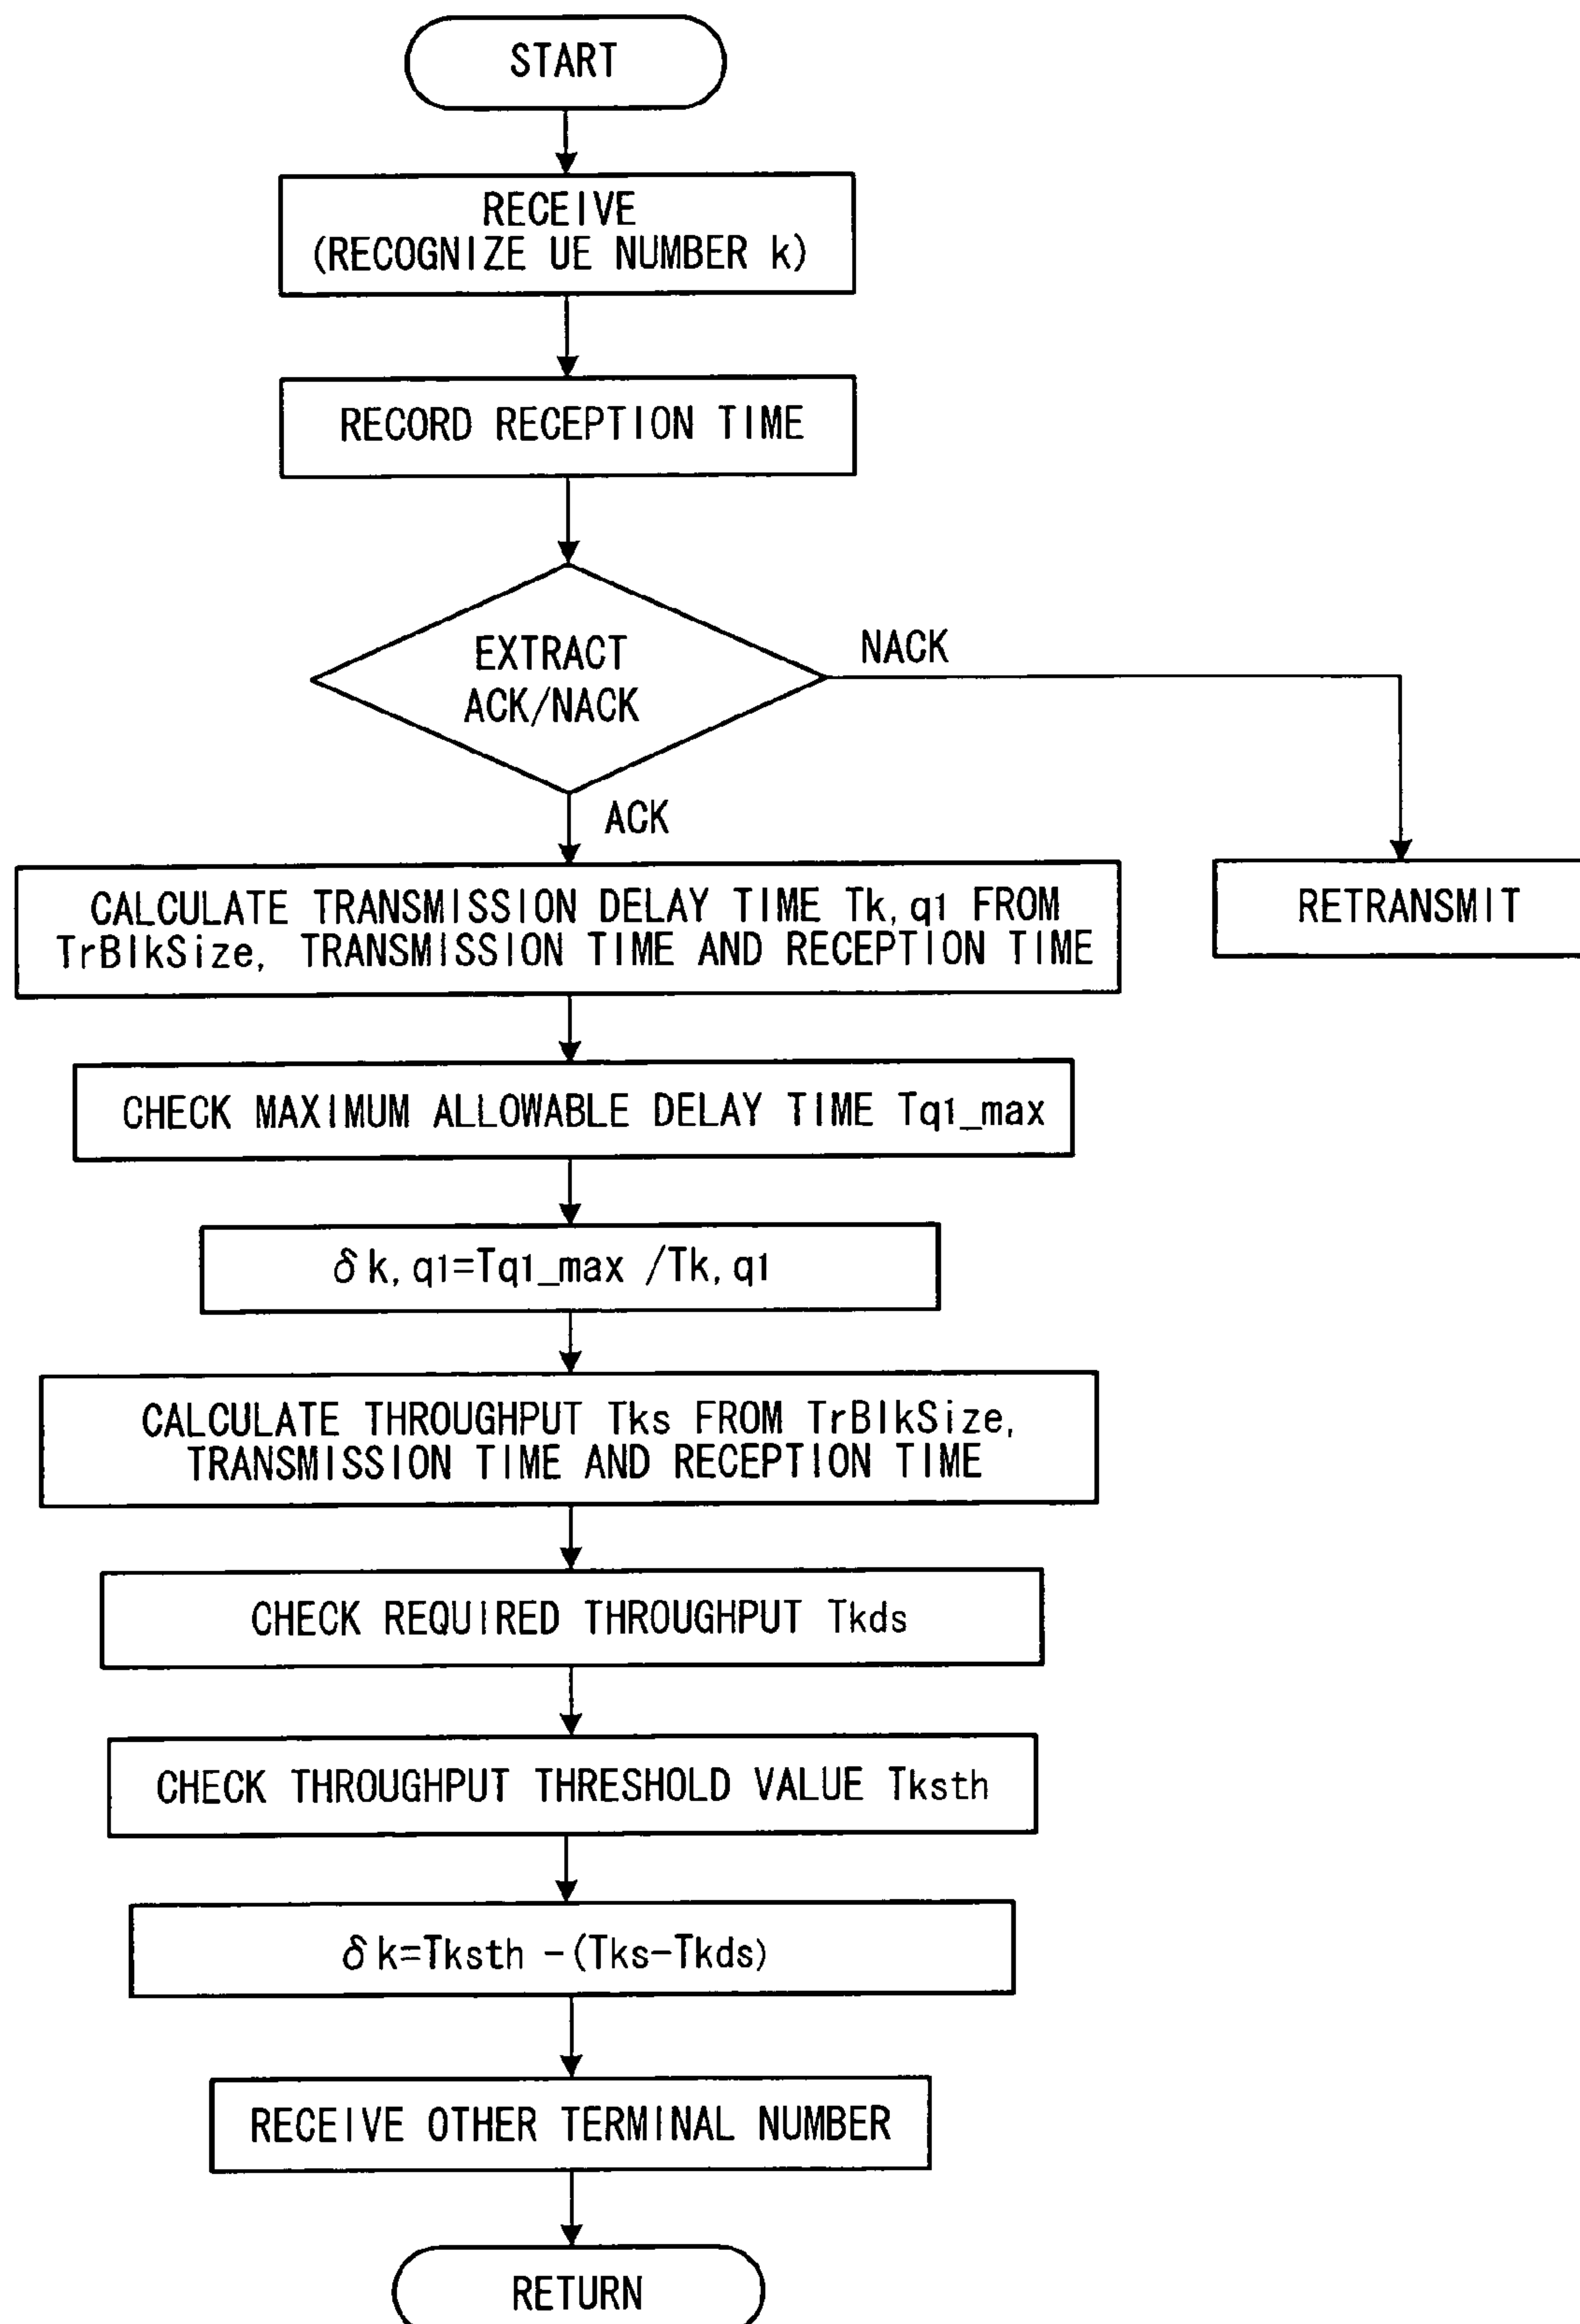 START
RECEIVE
(RECOGNIZE UE NUMBER k)
RECORD RECEPTION TIME
EXTRACT
ACK/NACK
NACK
ACK
CALCULATE TRANSMISSION DELAY TIME Tk,q1 FROM
TrBlkSize, TRANSMISSION TIME AND RECEPTION TIME
RETRANSMIT
CHECK MAXIMUM ALLOWABLE DELAY TIME Tq1_max
δk,q1=Tq1_max /Tk,q1
CALCULATE THROUGHPUT Tks FROM TrBlkSize,
TRANSMISSION TIME AND RECEPTION TIME
CHECK REQUIRED THROUGHPUT Tkds
CHECK THROUGHPUT THRESHOLD VALUE Tksth
δk=Tksth -(Tks-Tkds)
RECEIVE OTHER TERMINAL NUMBER
RETURN